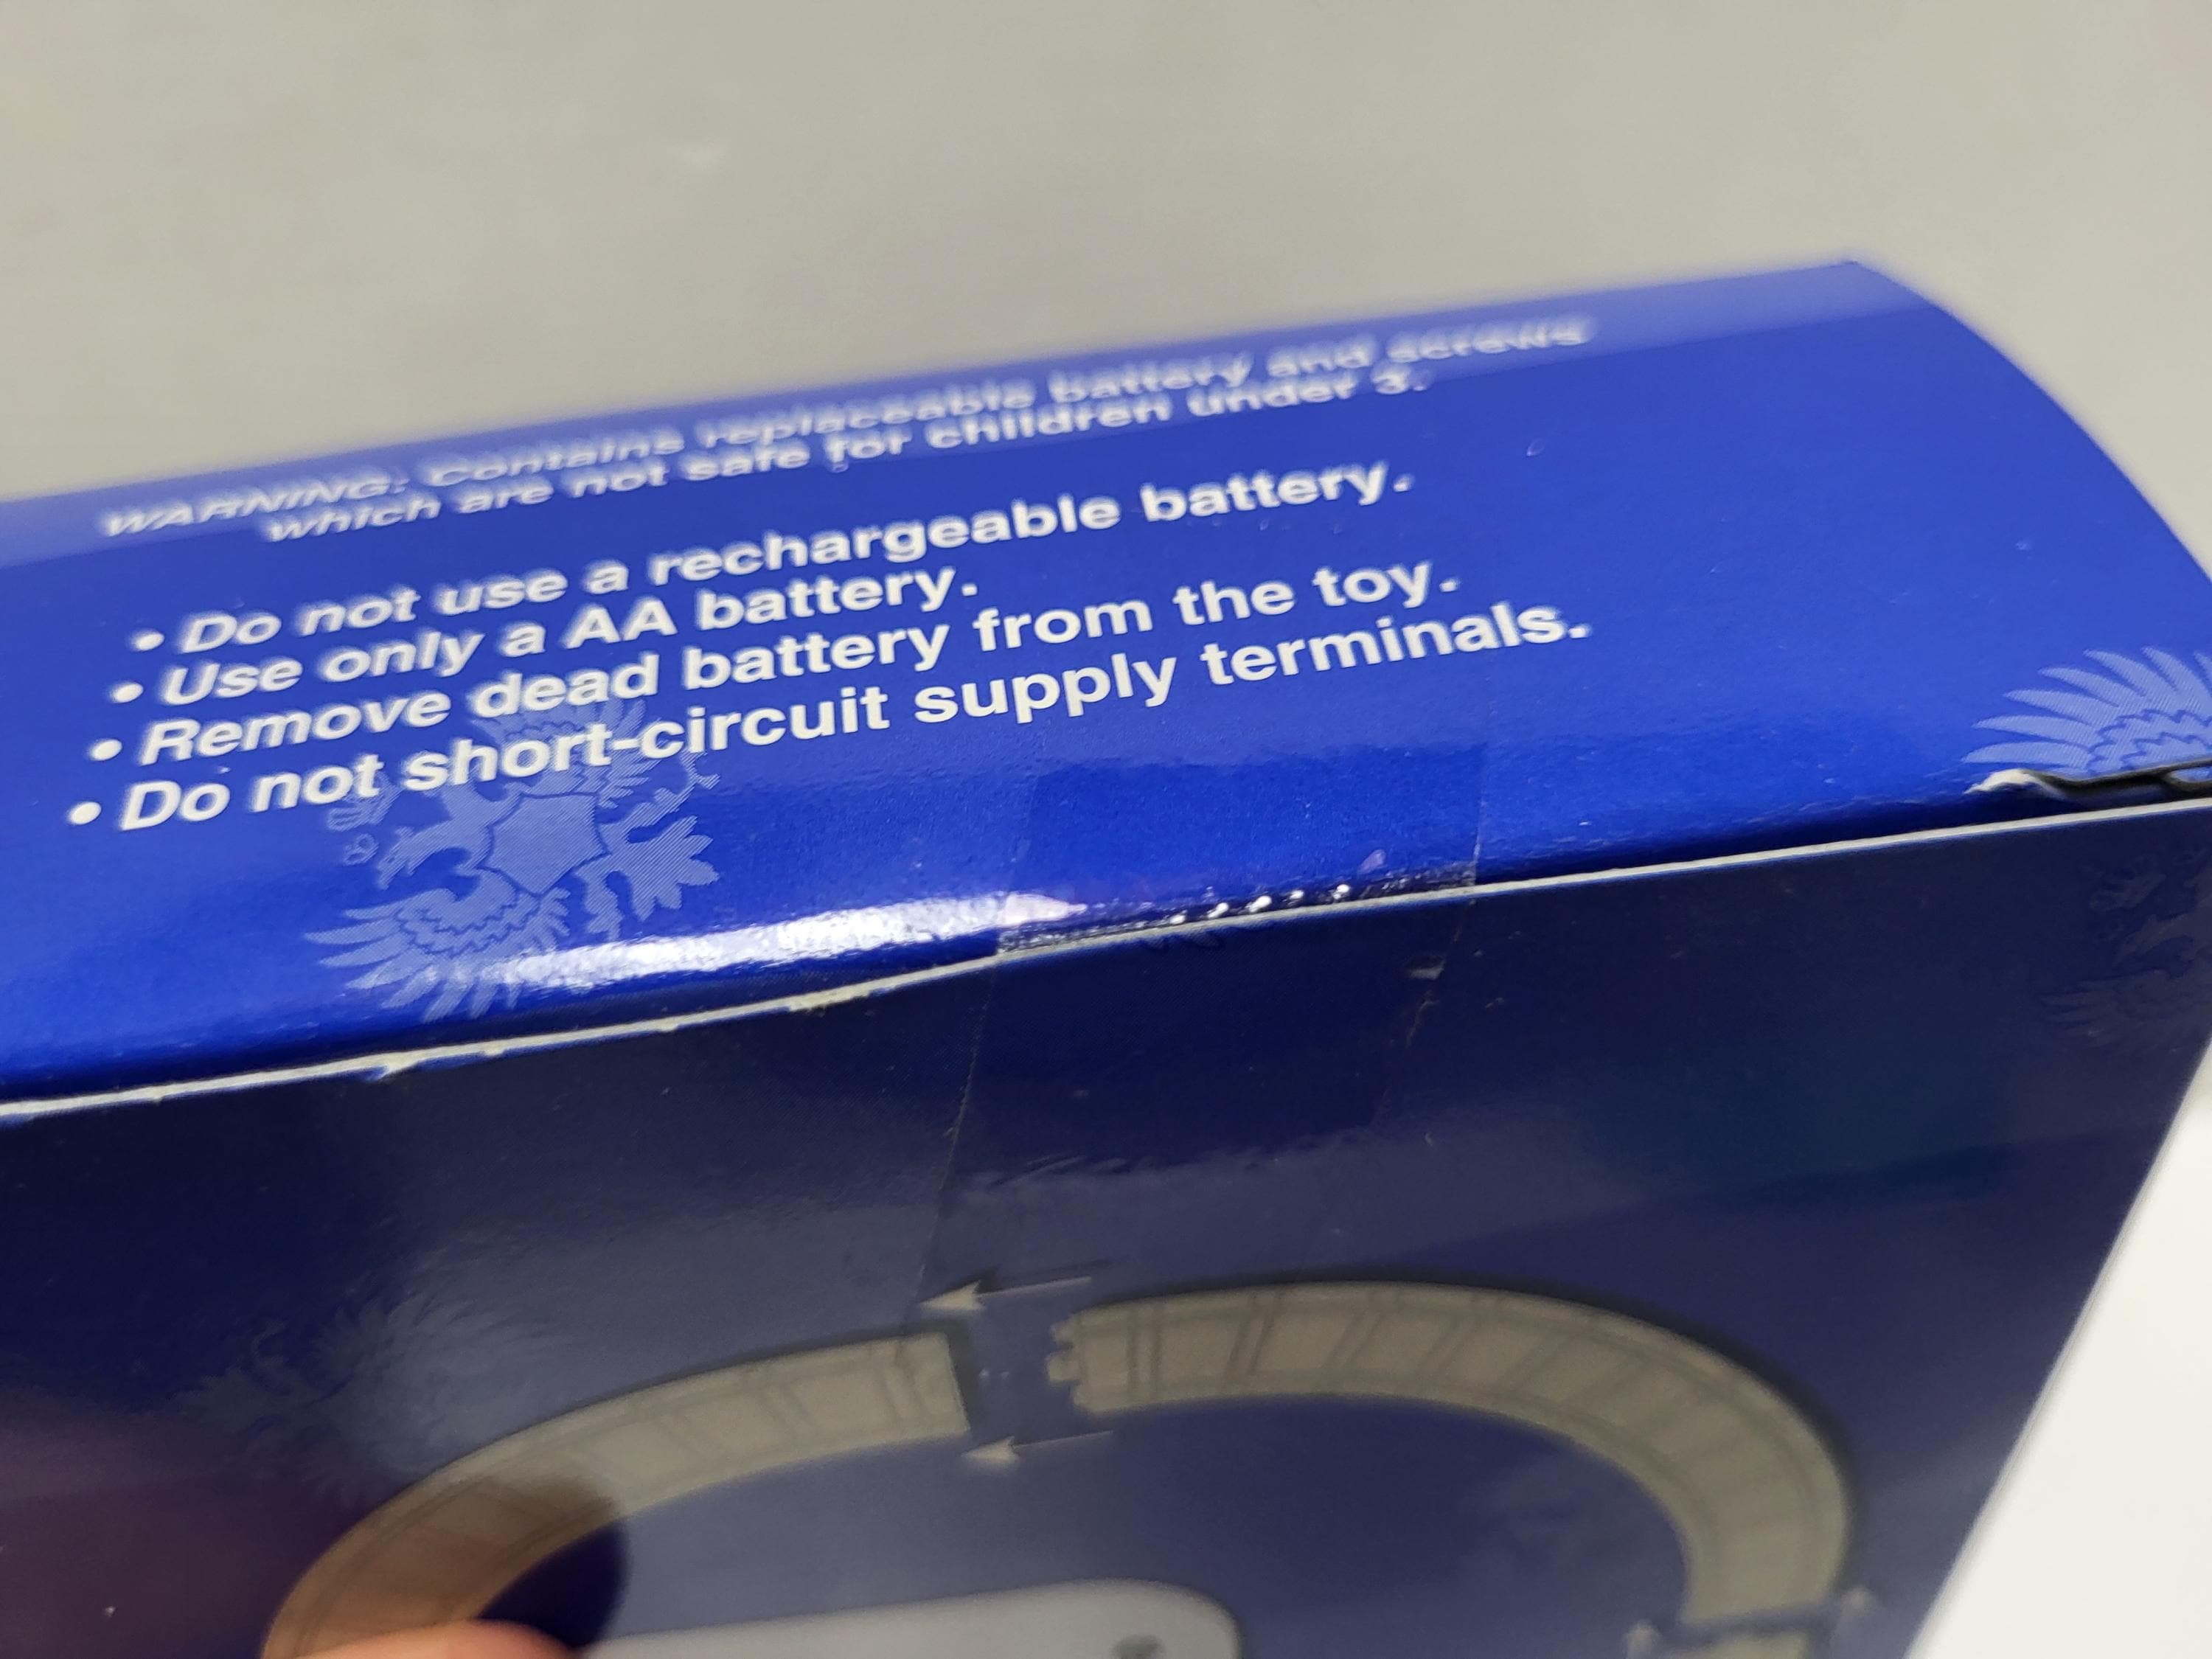 WARNING: Contains replaceable battery and screws
which are not safe for children under 3.
• Do not use a rechargeable battery.
• Use only a AA battery.
• Remove dead battery from the toy.
• Do not short-circuit supply terminals.